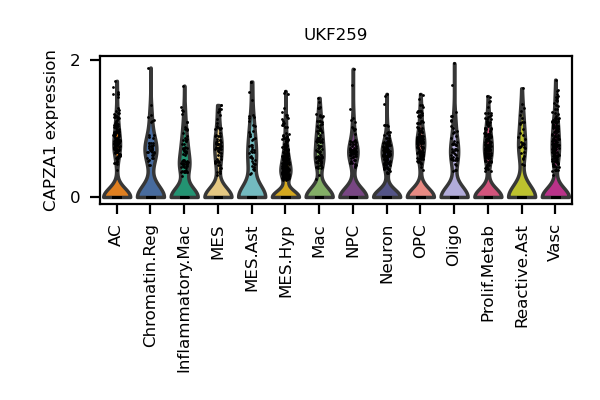 UKF259
CAPZA1 expression
2
0
AC
Chromatin.Reg
Inflammatory.Mac
MES
MES.Ast
MES.Hyp
Mac
NPC
Neuron
OPC
Oligo
Prolif.Metab
Reactive.Ast
Vasc